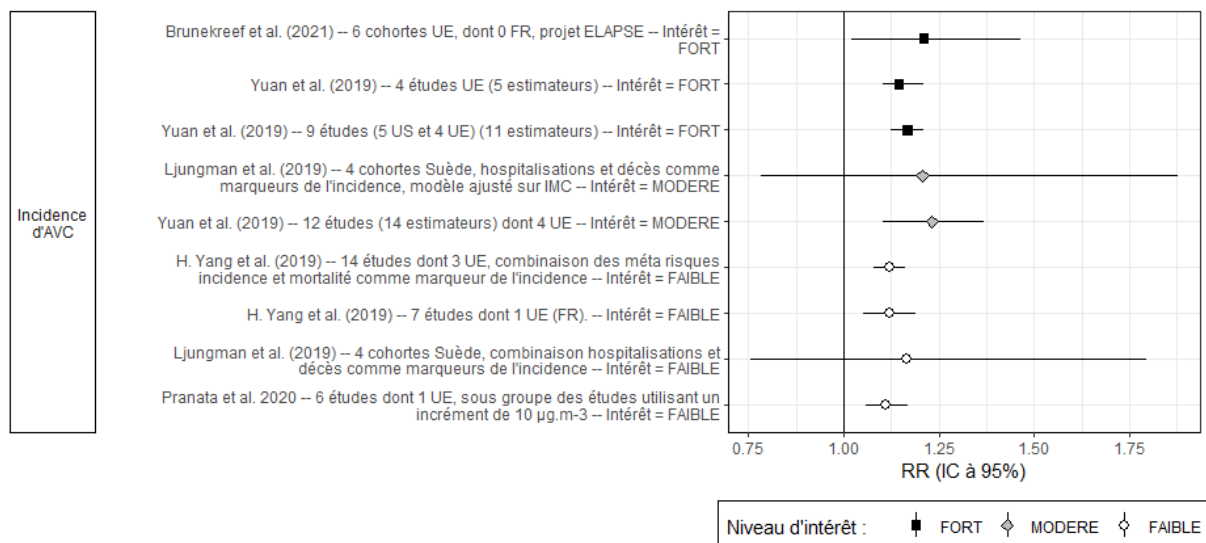 Incidence
d'AVC
Brunekreef et al. (2021) -- 6 cohortes UE, dont 0 FR, projet ELAPSE -- Intérêt =
FORT
Yuan et al. (2019) -- 4 études UE (5 estimateurs) -- Intérêt = FORT
Yuan et al. (2019) -- 9 études (5 US et 4 UE) (11 estimateurs) -- Intérêt = FORT
Ljungman et al. (2019) -- 4 cohortes Suède, hospitalisations et décès comme
marqueurs de l'incidence, modèle ajusté sur IMC -- Intérêt = MODERE
Yuan et al. (2019) -- 12 études (14 estimateurs) dont 4 UE -- Intérêt = MODERE
H. Yang et al. (2019) -- 14 études dont 3 UE, combinaison des méta risques
incidence et mortalité comme marqueur de l'incidence -- Intérêt = FAIBLE
H. Yang et al. (2019) -- 7 études dont 1 UE (FR). -- Intérêt = FAIBLE
Ljungman et al. (2019) -- 4 cohortes Suède, combinaison hospitalisations et
décès comme marqueurs de l'incidence -- Intérêt = FAIBLE
Pranata et al. 2020 -- 6 études dont 1 UE, sous groupe des études utilisant un
incrément de 10 µg.m-3 -- Intérêt = FAIBLE
0.75 1.00 1.25 1.50 1.75
RR (IC à 95%)
Niveau d'intérêt : FORT MODERE FAIBLE